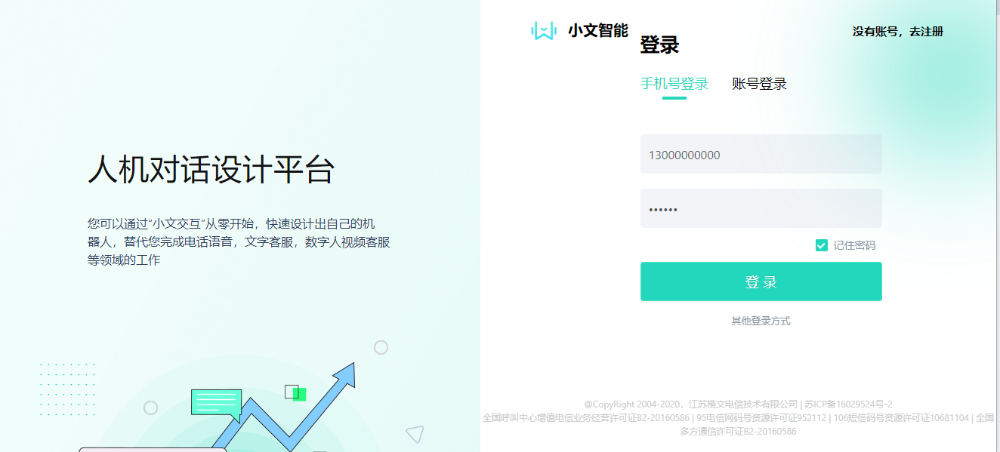 人机对话设计平台
您可以通过“小文交互”从零开始，快速设计出自己的机
器人，替代您完成电话语音，文字客服，数字人视频客服
等领域的工作
小文智能
没有账号，去注册
登录
手机号登录 账号登录
13000000000
••••••
记住密码
登 录
其他登录方式
@CopyRight 2004-2020，江苏楷文电信技术有限公司 | 苏ICP备16029524号-2
全国呼叫中心增值电信业务经营许可证B2-20160586 | 95电信网码号资源许可证952112 | 106短信码号资源许可证10681104 | 全国
多方通信许可证B2-20160586